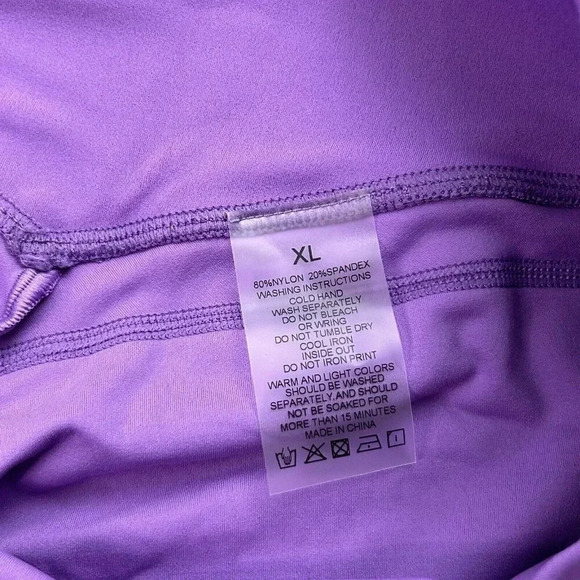 XL
80%NYLON 20%SPANDEX
WASHING INSTRUCTIONS
COLD HAND
WASH SEPARATELY
DO NOT BLEACH
OR WRING
DO NOT TUMBLE DRY
COOL IRON
INSIDE OUT
DO NOT IRON PRINT
WARM AND LIGHT COLORS
SHOULD BE WASHED
SEPARATELY.AND SHOULD
NOT BE SOAKED FOR
MORE THAN 15 MINUTES
MADE IN CHINA